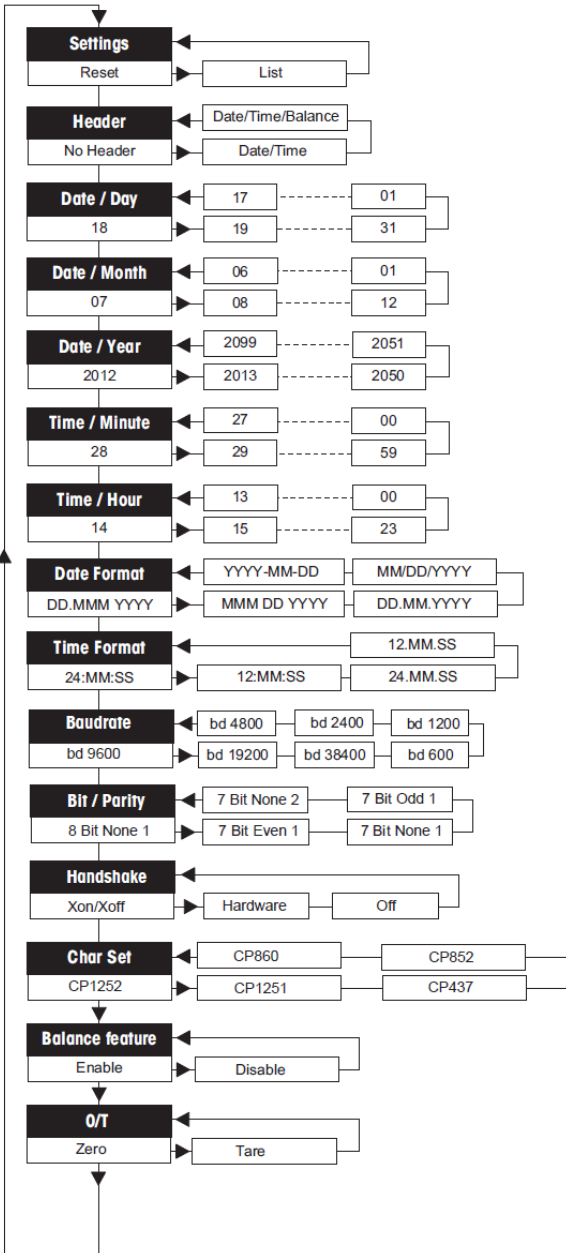 Settings
Reset List
Header Date/Time/Balance
No Header Date/Time
Date / Day 17 01
18 19 31
Date / Month 06 01
07 08 12
Date / Year 2099 2051
2012 2013 2050
Time / Minute 27 00
28 29 59
Time / Hour 13 00
14 15 23
Date Format YYYY-MM-DD MM/DD/YYYY
DD.MMM YYYY MMM DD YYYY DD.MM.YYYY
Time Format 12.MM.SS
24:MM:SS 12:MM:SS 24.MM.SS
Baudrate bd 4800 bd 2400 bd 1200
bd 9600 bd 19200 bd 38400 bd 600
Bit / Parity 7 Bit None 2 7 Bit Odd 1
8 Bit None 1 7 Bit Even 1 7 Bit None 1
Handshake
Xon/Xoff Hardware Off
Char Set CP860 CP852
CP1252 CP1251 CP437
Balance feature
Enable Disable
O/T
Zero Tare